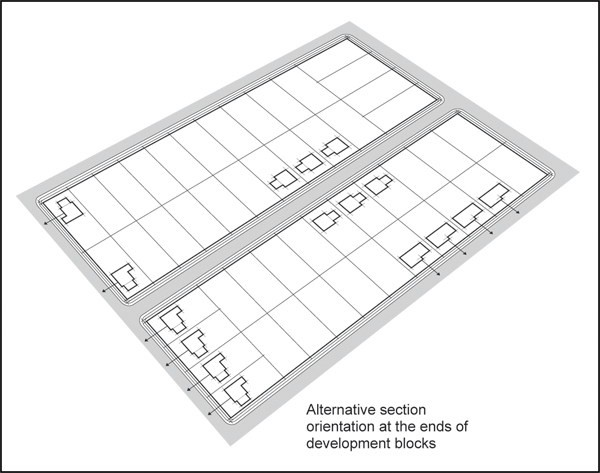 Alternative section
orientation at the ends of
development blocks